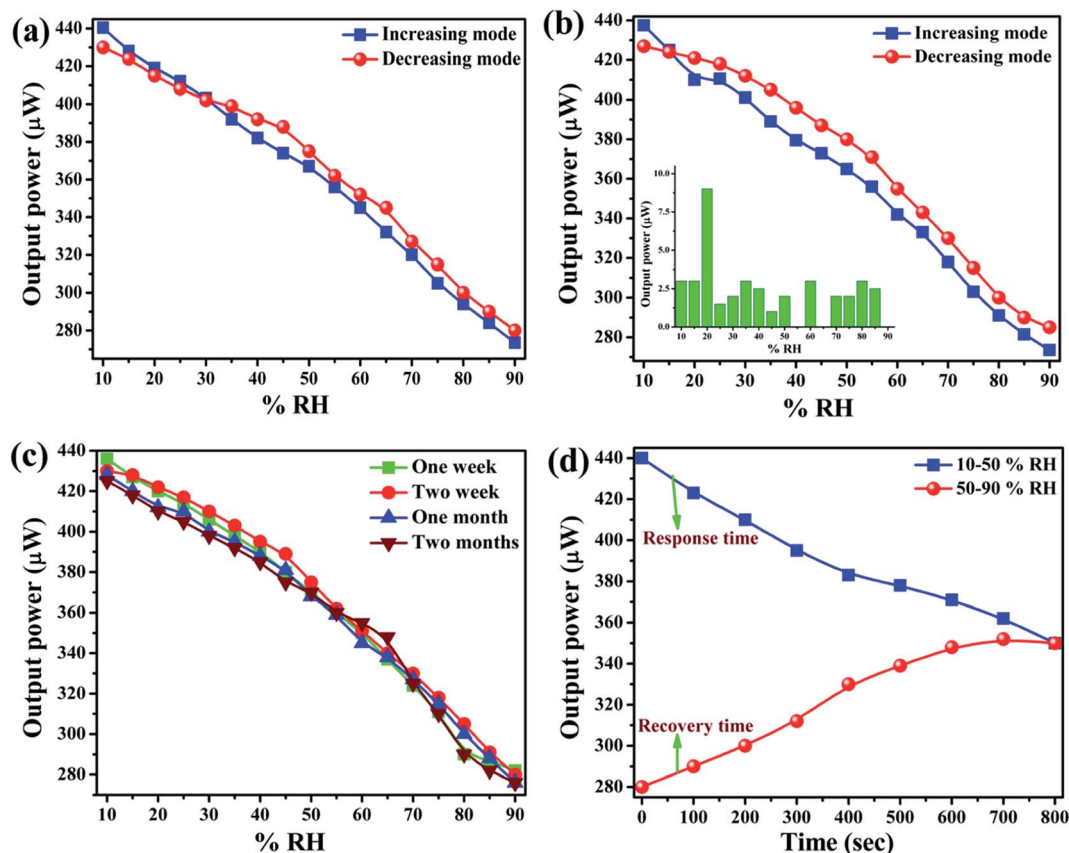 (a)
Increasing mode
Decreasing mode
440
420
400
380
360
340
320
300
280
Output power (μW)
10 20 30 40 50 60 70 80 90
% RH
(b)
Increasing mode
Decreasing mode
440
420
400
380
360
340
320
300
280
Output power (μW)
10.0
7.5
5.0
2.5
0.0
Output power (μW)
10 20 30 40 50 60 70 80 90
% RH
10 20 30 40 50 60 70 80 90
% RH
(c)
One week
Two week
One month
Two months
440
420
400
380
360
340
320
300
280
Output power (μW)
10 20 30 40 50 60 70 80 90
% RH
(d)
10-50 % RH
50-90 % RH
Response time
Recovery time
440
420
400
380
360
340
320
300
280
Output power (μW)
0 100 200 300 400 500 600 700 800
Time (sec)